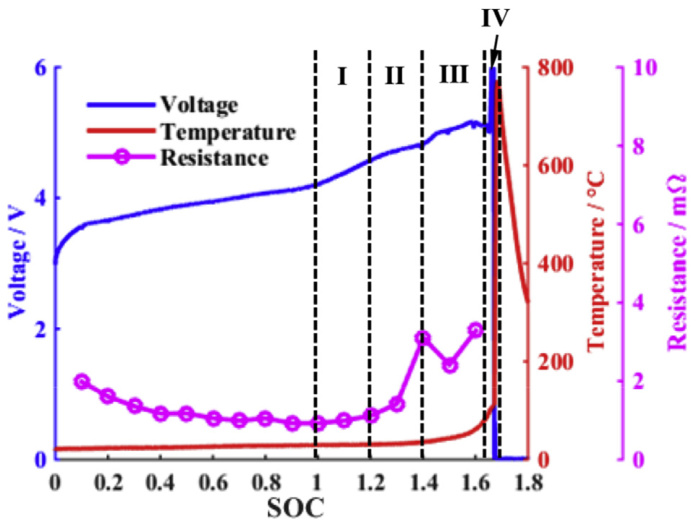 IV
6 800 10
I II III
Voltage
Temperature
Resistance
8
600
4 6
400
4
2
200
2
0 0 0
Voltage / V
Temperature / °C
Resistance / mΩ
0 0.2 0.4 0.6 0.8 1 1.2 1.4 1.6 1.8
SOC